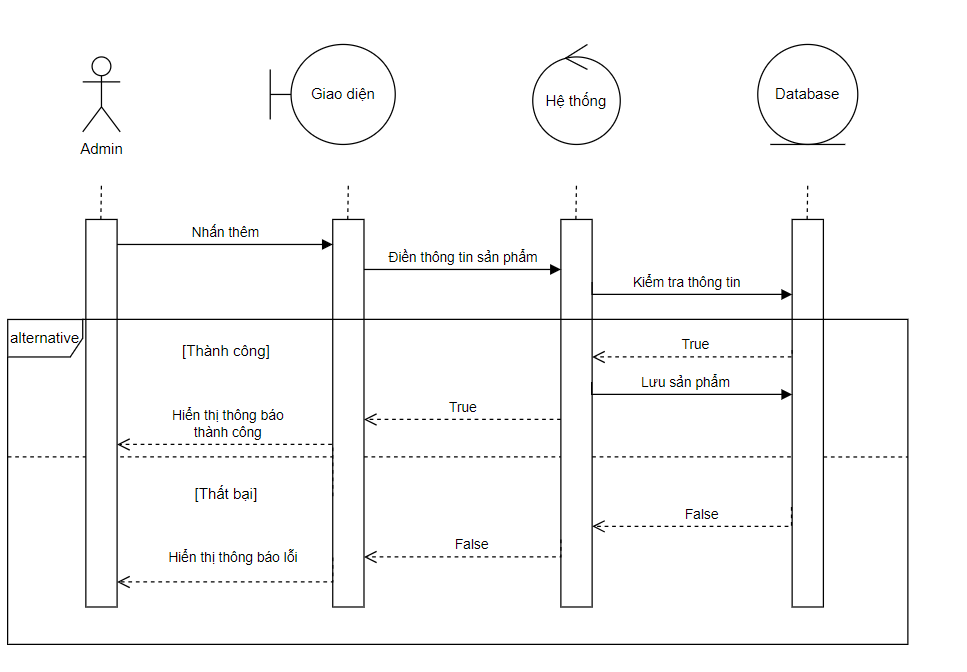 Giao diện
Hệ thống
Database
Admin
Nhấn thêm
Điền thông tin sản phẩm
Kiểm tra thông tin
alternative
[Thành công]
True
Lưu sản phẩm
True
Hiển thị thông báo
thành công
[Thất bại]
False
False
Hiển thị thông báo lỗi